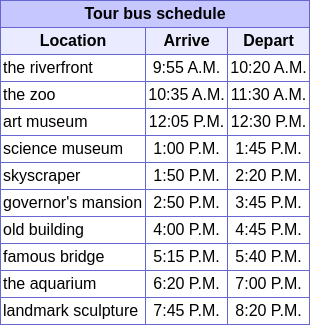 Tour bus schedule
Location Arrive Depart
the riverfront 9:55 A.M. 10:20 A.M.
the zoo 10:35 A.M. 11:30 A.M.
art museum 12:05 P.M. 12:30 P.M.
science museum 1:00 P.M. 1:45 P.M.
skyscraper 1:50 P.M. 2:20 P.M.
governor's mansion 2:50 P.M. 3:45 P.M.
old building 4:00 P.M. 4:45 P.M.
famous bridge 5:15 P.M. 5:40 P.M.
the aquarium 6:20 P.M. 7:00 P.M.
landmark sculpture 7:45 P.M. 8:20 P.M.